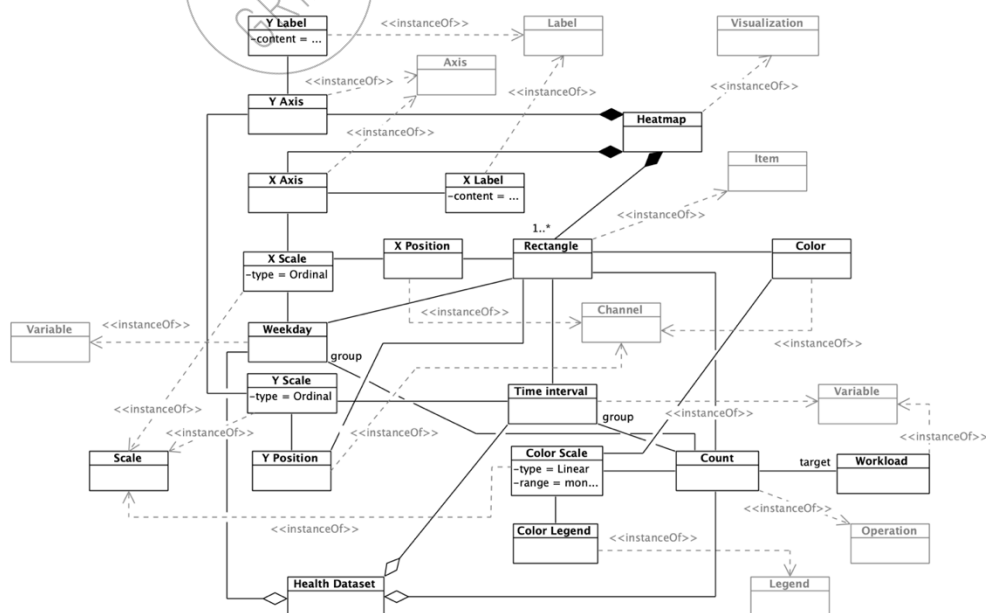 Y Label
-content = ...
<<instanceOf>>
Label
Visualization
Axis
<<instanceOf>>
<<instanceOf>>
<<instanceOf>>
Y Axis
Heatmap
<<instanceOf>>
Item
X Axis
X Label
-content = ...
<<instanceOf>>
1..*
X Position
Rectangle
Color
X Scale
-type = Ordinal
Variable
<<instanceOf>>
Weekday
<<instanceOf>>
Channel
<<instanceOf>>
group
Y Scale
-type = Ordinal
Time interval
Variable
<<instanceOf>>
group
<<instanceOf>>
<<instanceOf>>
<<instanceOf>>
<<instanceOf>>
Scale
Y Position
Color Scale
-type = Linear
-range = mon...
Count
target
Workload
<<instanceOf>>
Color Legend
<<instanceOf>>
<<instanceOf>>
Operation
Health Dataset
Legend